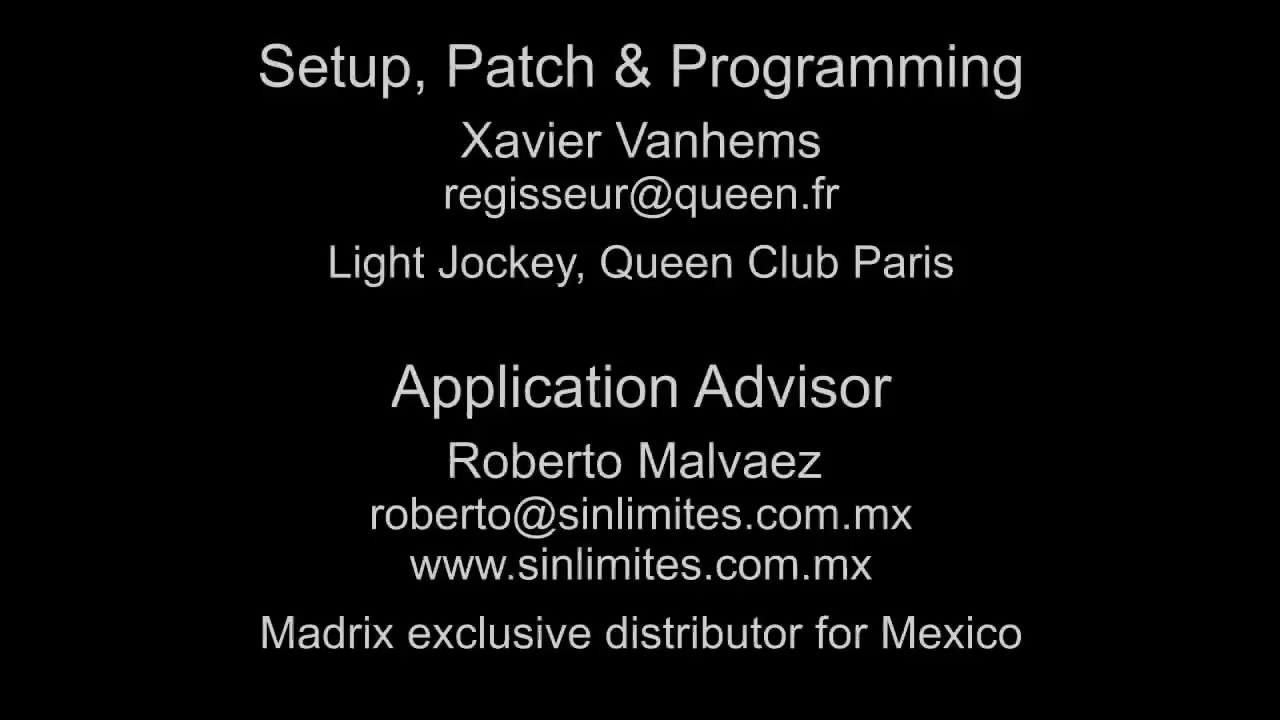 Setup, Patch & Programming
Xavier Vanhems
regisseur@queen.fr
Light Jockey, Queen Club Paris
Application Advisor
Roberto Malvaez
roberto@sinlimites.com.mx
www.sinlimites.com.mx
Madrix exclusive distributor for Mexico